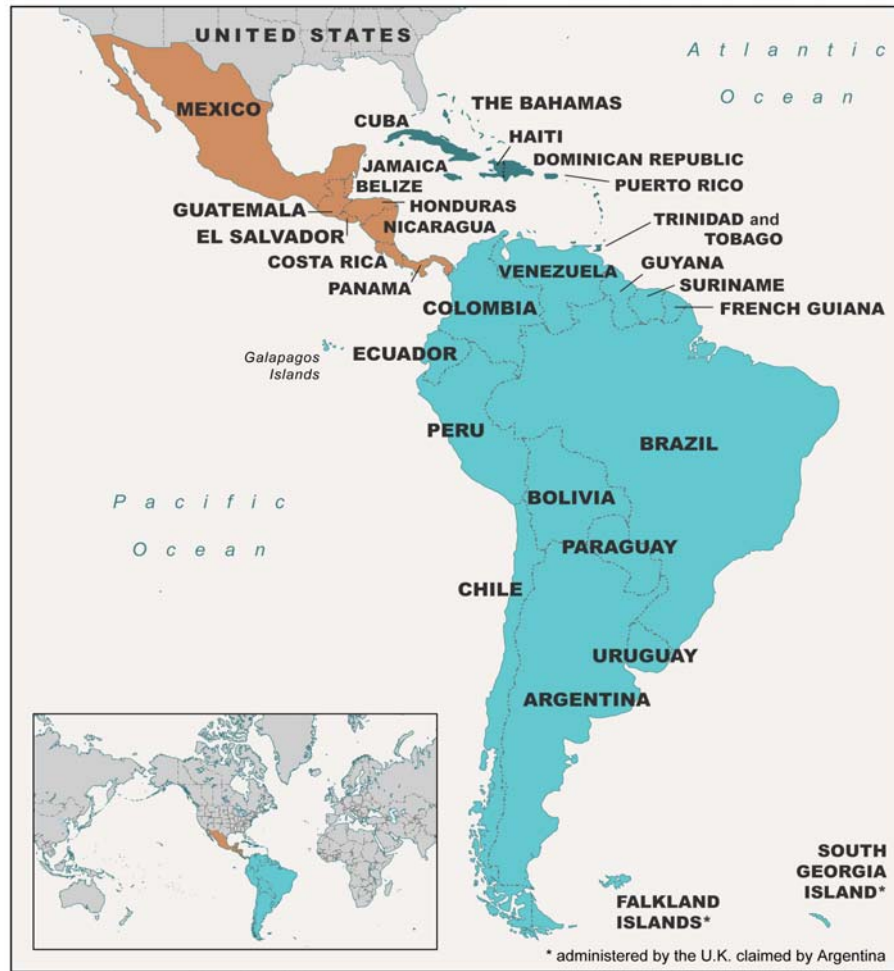 UNITED STATES
Atlantic
Ocean
MEXICO
THE BAHAMAS
CUBA
HAITI
DOMINICAN REPUBLIC
JAMAICA
BELIZE
PUERTO RICO
GUATEMALA
HONDURAS
NICARAGUA
TRINIDAD and
TOBAGO
EL SALVADOR
COSTA RICA
VENEZUELA
GUYANA
PANAMA
SURINAME
COLOMBIA
FRENCH GUIANA
Galapagos
Islands
ECUADOR
PERU
BRAZIL
Pacific
Ocean
BOLIVIA
PARAGUAY
CHILE
URUGUAY
ARGENTINA
SOUTH
GEORGIA
ISLAND*
FALKLAND
ISLANDS*
* administered by the U.K. claimed by Argentina